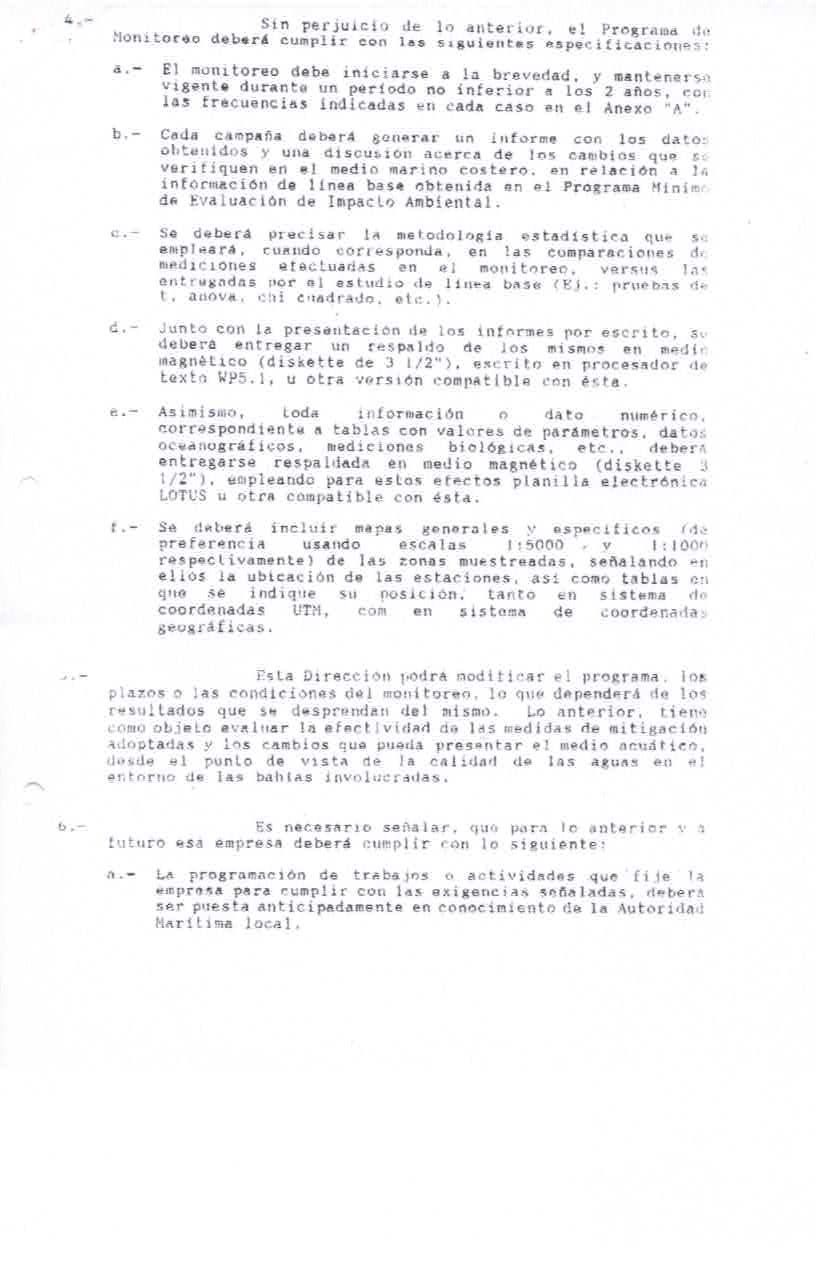 4.- Sin perjuicio de lo anterior, el Programa de
Monitoreo deberá cumplir con las siguientes especificaciones:
a.- El monitoreo debe iniciarse a la brevedad, y mantenerse
vigente durante un período no inferior a los 2 años, con
las frecuencias indicadas en cada caso en el Anexo "A".
b.- Cada campaña deberá generar un informe con los datos
obtenidos y una discusión acerca de los cambios que se
verifiquen en el medio marino costero, en relación a la
información de línea base obtenida en el Programa Mínimo
de Evaluación de Impacto Ambiental.
c.- Se deberá precisar la metodología estadística que se
empleará, cuando corresponda, en las comparaciones de
mediciones efectuadas en el monitoreo, versus las
entregadas por el estudio de línea base (Ej.: pruebas de
t, anova, chi cuadrado, etc.).
d.- Junto con la presentación de los informes por escrito, se
deberá entregar un respaldo de los mismos en medio
magnético (diskette de 3 1/2"), escrito en procesador de
texto WP5.1, u otra versión compatible con ésta.
e.- Asimismo, toda información o dato numérico,
correspondiente a tablas con valores de parámetros, datos
oceanográficos, mediciones biológicas, etc., deberá
entregarse respaldada en medio magnético (diskette 3
1/2"), empleando para estos efectos planilla electrónica
LOTUS u otra compatible con ésta.
f.- Se deberá incluir mapas generales y específicos (de
preferencia usando escalas 1:5000 y 1:1000
respectivamente) de las zonas muestreadas, señalando en
ellos la ubicación de las estaciones, así como tablas en
que se indique su posición, tanto en sistema de
coordenadas UTM, com en sistema de coordenadas
geográficas.
5.- Esta Dirección podrá modificar el programa, los
plazos o las condiciones del monitoreo, lo que dependerá de los
resultados que se desprendan del mismo. Lo anterior, tiene
como objeto evaluar la efectividad de las medidas de mitigación
adoptadas y los cambios que pueda presentar el medio acuático,
desde el punto de vista de la calidad de las aguas en el
entorno de las bahías involucradas.
6.- Es necesario señalar, que para lo anterior y a
futuro esa empresa deberá cumplir con lo siguiente:
a.- La programación de trabajos o actividades que fije la
empresa para cumplir con las exigencias señaladas, deberá
ser puesta anticipadamente en conocimiento de la Autoridad
Marítima local.